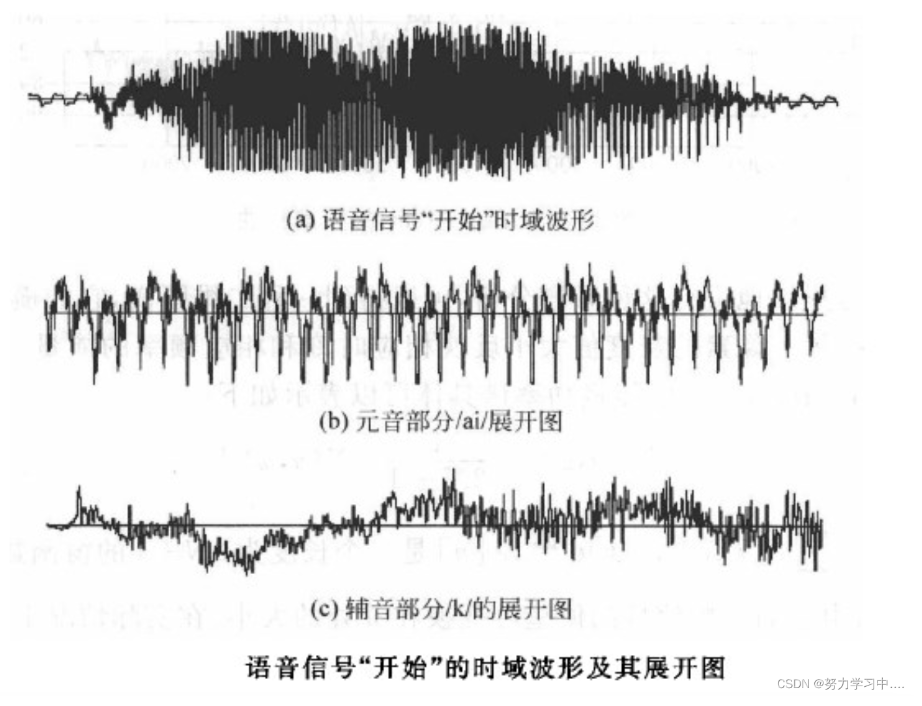 (a) 语音信号“开始”时域波形
(b) 元音部分/ai/展开图
(c) 辅音部分/k/的展开图
语音信号“开始”的时域波形及其展开图
CSDN @努力学习中....